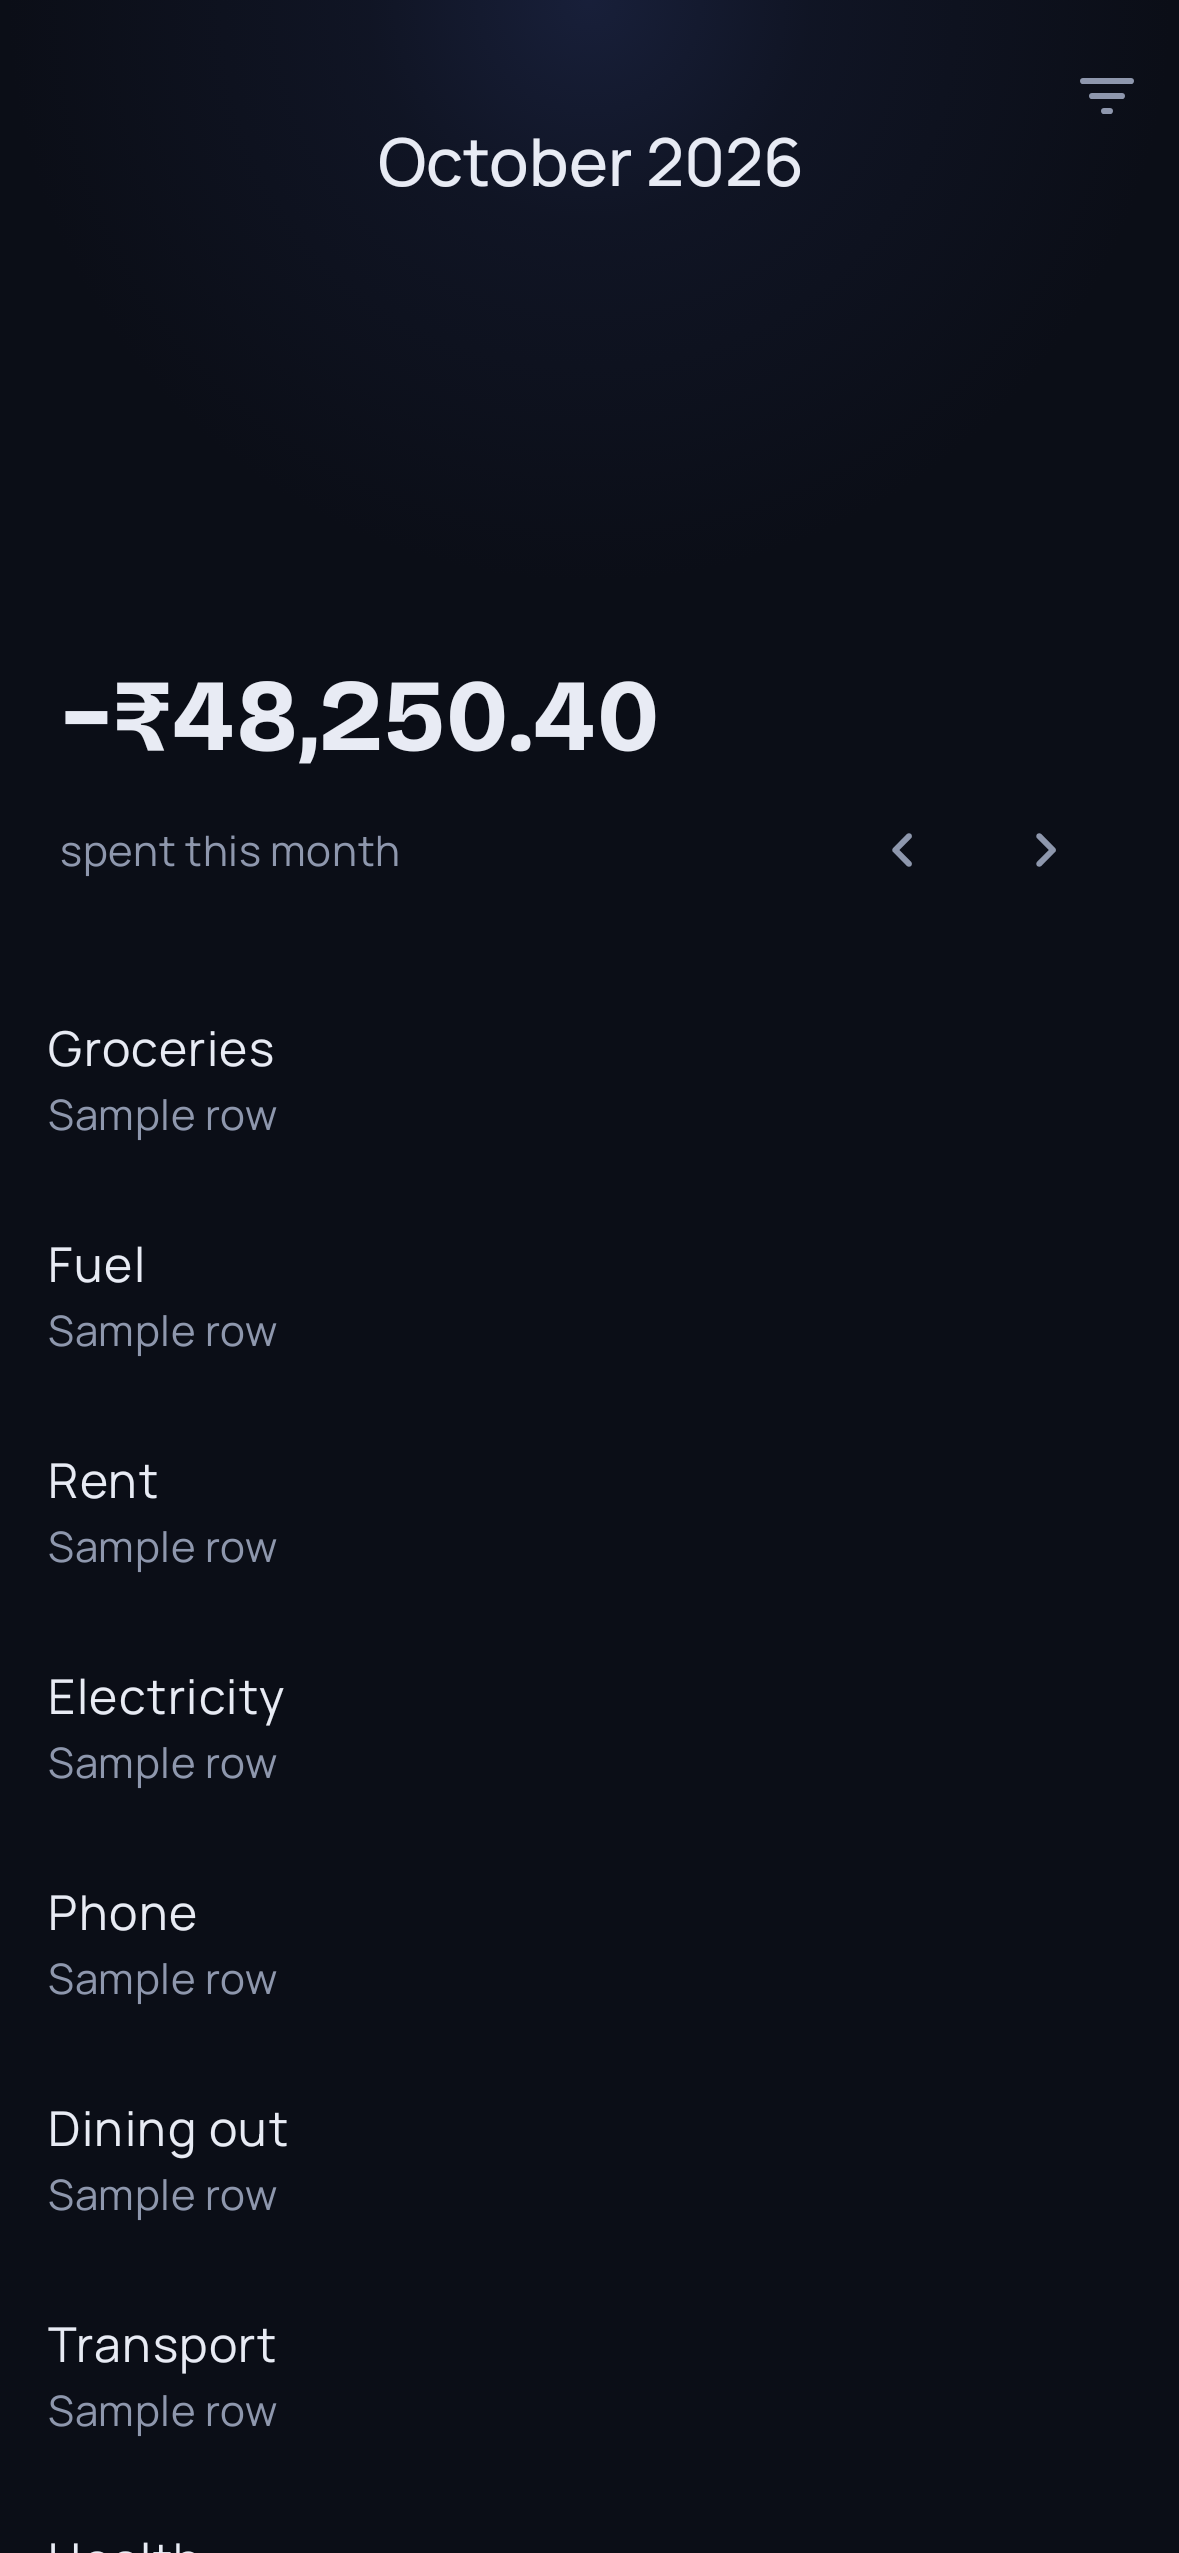 October 2026
−₹48,250.40
spent this month
Groceries
Sample row
Fuel
Sample row
Rent
Sample row
Electricity
Sample row
Phone
Sample row
Dining out
Sample row
Transport
Sample row
Health